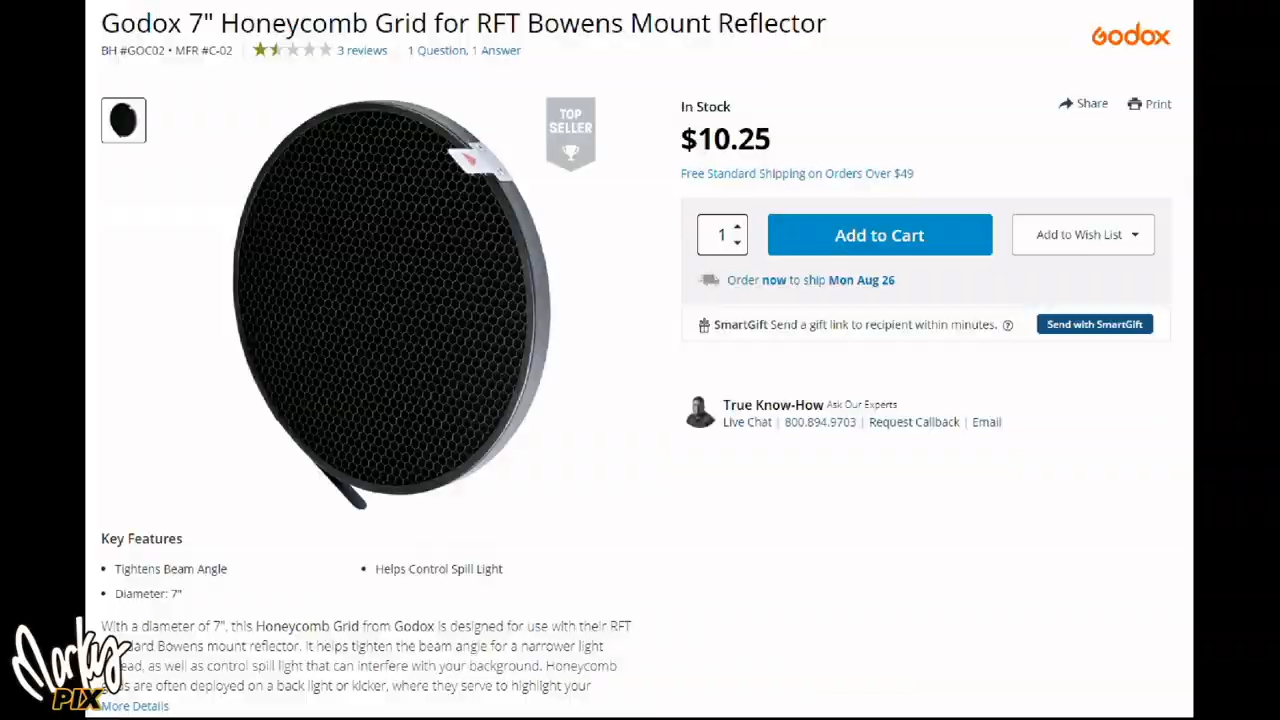 Godox 7" Honeycomb Grid for RFT Bowens Mount Reflector
BH #GOC02 • MFR #C-02 3 reviews 1 Question, 1 Answer
Godox
TOP
SELLER
In Stock
Share Print
$10.25
Free Standard Shipping on Orders Over $49
1 Add to Cart Add to Wish List
Order now to ship Mon Aug 26
SmartGift Send a gift link to recipient within minutes. Send with SmartGift
True Know-How Ask Our Experts
Live Chat | 800.894.9703 | Request Callback | Email
Key Features
• Tightens Beam Angle
• Helps Control Spill Light
• Diameter: 7"
With a diameter of 7", this Honeycomb Grid from Godox is designed for use with their RFT
Bowens mount reflector. It helps tighten the beam angle for a narrower light
as well as control spill light that can interfere with your background. Honeycomb
are often deployed on a back light or kicker, where they serve to highlight your
More Details
PIX